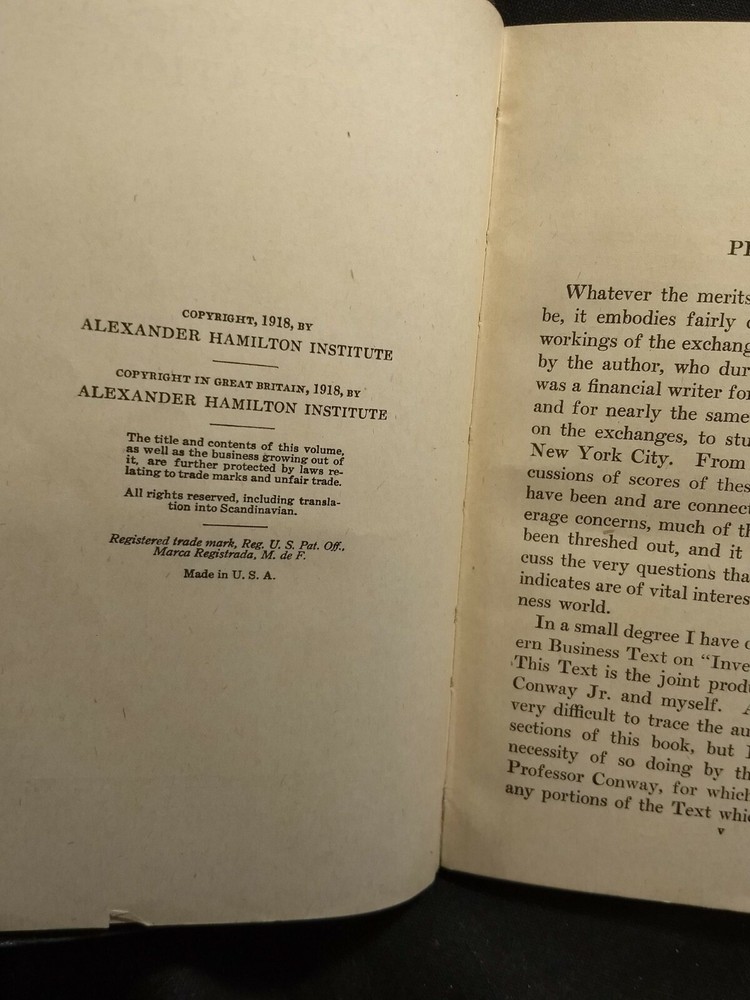 COPYRIGHT, 1918, BY
ALEXANDER HAMILTON INSTITUTE
COPYRIGHT IN GREAT BRITAIN, 1918, BY
ALEXANDER HAMILTON INSTITUTE
The title and contents of this volume,
as well as the business growing out of
it, are further protected by laws re-
lating to trade marks and unfair trade.
All rights reserved, including transla-
tion into Scandinavian.
Registered trade mark, Reg. U. S. Pat. Off.,
Marca Registrada, M. de F.
Made in U. S. A.
Whatever the merits
be, it embodies fairly
workings of the exchang
by the author, who dur
was a financial writer for
and for nearly the same
on the exchanges, to stu
New York City. From
cussions of scores of thes
have been and are connect
erage concerns, much of th
been threshed out, and it
cuss the very questions tha
indicates are of vital interes
ness world.
In a small degree I have
ern Business Text on "Inve
This Text is the joint prod
Conway Jr. and myself.
very difficult to trace the au
sections of this book, but
necessity of so doing by th
Professor Conway, for which
any portions of the Text whic
v